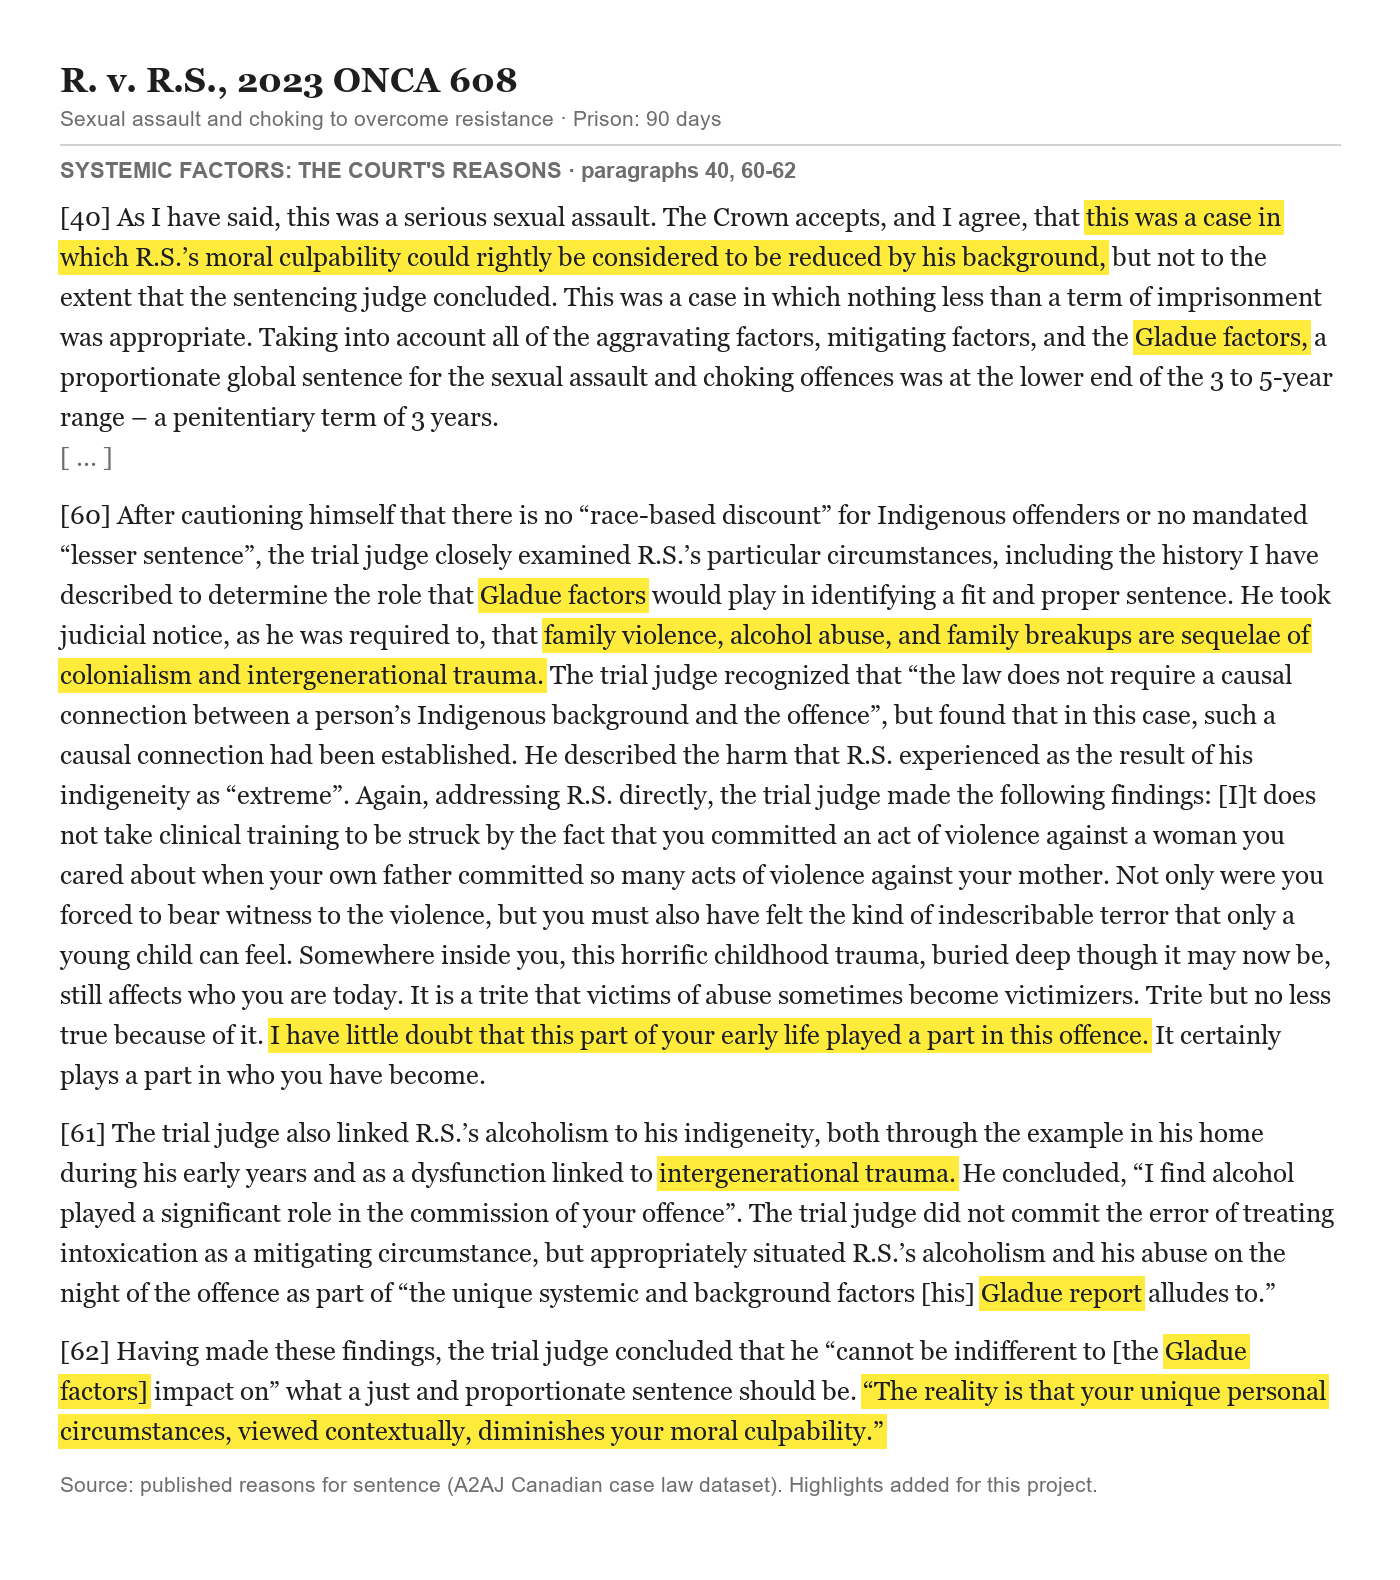 R. v. R.S., 2023 ONCA 608
Sexual assault and choking to overcome resistance · Prison: 90 days
SYSTEMIC FACTORS: THE COURT'S REASONS · paragraphs 40, 60-62
[40] As I have said, this was a serious sexual assault. The Crown accepts, and I agree, that this was a case in
which R.S.’s moral culpability could rightly be considered to be reduced by his background, but not to the
extent that the sentencing judge concluded. This was a case in which nothing less than a term of imprisonment
was appropriate. Taking into account all of the aggravating factors, mitigating factors, and the Gladue factors, a
proportionate global sentence for the sexual assault and choking offences was at the lower end of the 3 to 5-year
range – a penitentiary term of 3 years.
[ ... ]
[60] After cautioning himself that there is no “race-based discount” for Indigenous offenders or no mandated
“lesser sentence”, the trial judge closely examined R.S.’s particular circumstances, including the history I have
described to determine the role that Gladue factors would play in identifying a fit and proper sentence. He took
judicial notice, as he was required to, that family violence, alcohol abuse, and family breakups are sequelae of
colonialism and intergenerational trauma. The trial judge recognized that “the law does not require a causal
connection between a person’s Indigenous background and the offence”, but found that in this case, such a
causal connection had been established. He described the harm that R.S. experienced as the result of his
indigeneity as “extreme”. Again, addressing R.S. directly, the trial judge made the following findings: [I]t does
not take clinical training to be struck by the fact that you committed an act of violence against a woman you
cared about when your own father committed so many acts of violence against your mother. Not only were you
forced to bear witness to the violence, but you must also have felt the kind of indescribable terror that only a
young child can feel. Somewhere inside you, this horrific childhood trauma, buried deep though it may now be,
still affects who you are today. It is a trite that victims of abuse sometimes become victimizers. Trite but no less
true because of it. I have little doubt that this part of your early life played a part in this offence. It certainly
plays a part in who you have become.
[61] The trial judge also linked R.S.’s alcoholism to his indigeneity, both through the example in his home
during his early years and as a dysfunction linked to intergenerational trauma. He concluded, “I find alcohol
played a significant role in the commission of your offence”. The trial judge did not commit the error of treating
intoxication as a mitigating circumstance, but appropriately situated R.S.’s alcoholism and his abuse on the
night of the offence as part of “the unique systemic and background factors [his] Gladue report alludes to.”
[62] Having made these findings, the trial judge concluded that he “cannot be indifferent to [the Gladue
factors] impact on” what a just and proportionate sentence should be. “The reality is that your unique personal
circumstances, viewed contextually, diminishes your moral culpability.”
Source: published reasons for sentence (A2AJ Canadian case law dataset). Highlights added for this project.